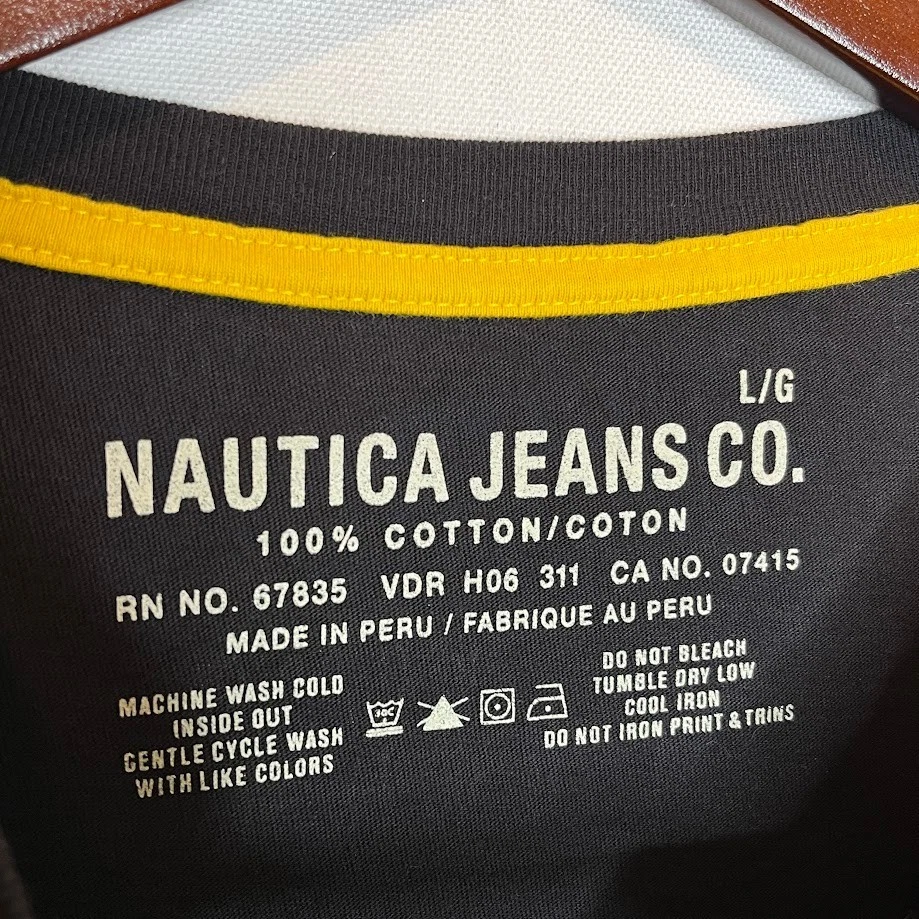 L/G
NAUTICA JEANS CO.
100% COTTON/COTON
RN NO. 67835 VDR H06 311 CA NO. 07415
MADE IN PERU / FABRIQUE AU PERU
MACHINE WASH COLD
INSIDE OUT
GENTLE CYCLE WASH
WITH LIKE COLORS
30C
DO NOT BLEACH
TUMBLE DRY LOW
COOL IRON
DO NOT IRON PRINT & TRINS